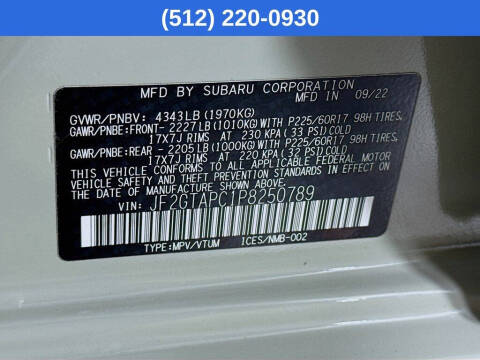 (512) 220-0930
MFD BY SUBARU CORPORATION
MFD IN 09/22
GVWR/PNBV: 4343LB(1970KG)
GAWR/PNBE:FRONT- 2227LB(1010KG)WITH P225/60R17 98H TIRES,
17X7J RIMS AT 230 KPA(33 PSI)COLD
GAWR/PNBE:REAR - 2205LB(1000KG)WITH P225/60R17 98H TIRES,
17X7J RIMS AT 220 KPA(32 PSI)COLD
THIS VEHICLE CONFORMS TO ALL APPLICABLE FEDERAL MOTOR
VEHICLE SAFETY AND BUMPER STANDARDS IN EFFECT ON
THE DATE OF MANUFACTURE SHOWN ABOVE.
VIN: JF2GTAPC1P8250789
TYPE:MPV/VTUM ICES/NMB-002